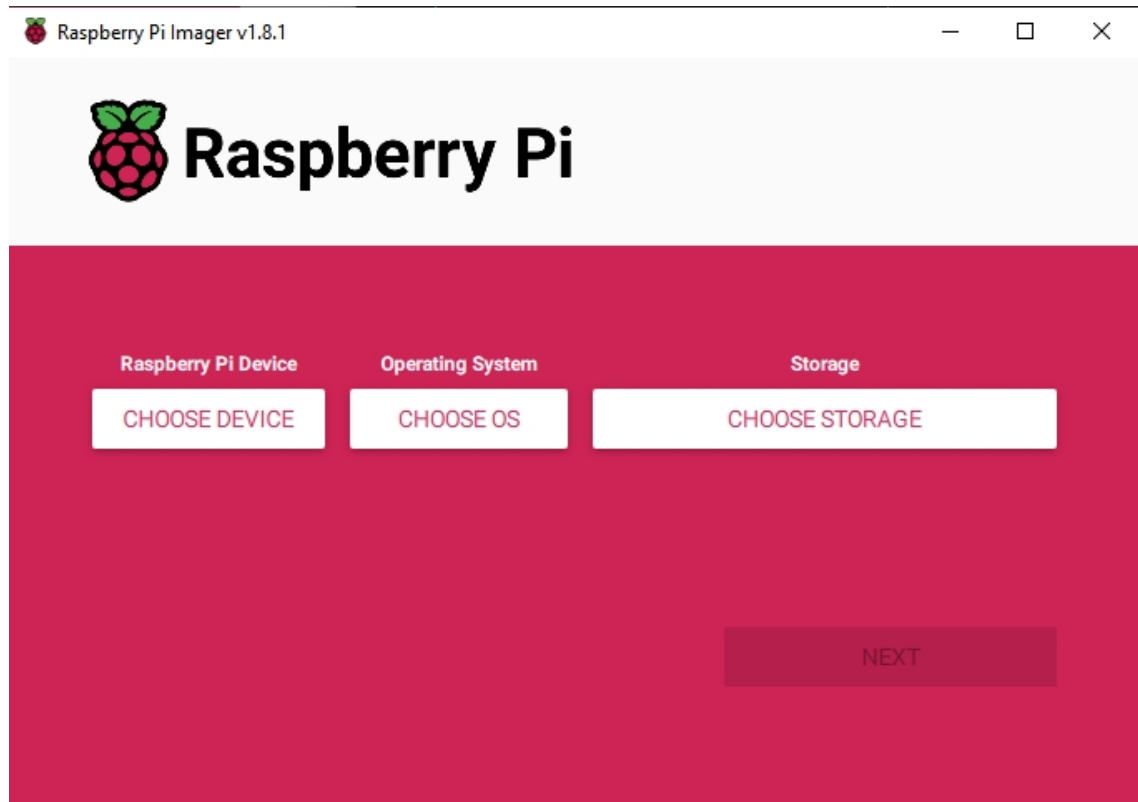 Raspberry Pi Imager v1.8.1
Raspberry Pi
Raspberry Pi Device
Operating System
Storage
CHOOSE DEVICE
CHOOSE OS
CHOOSE STORAGE
NEXT